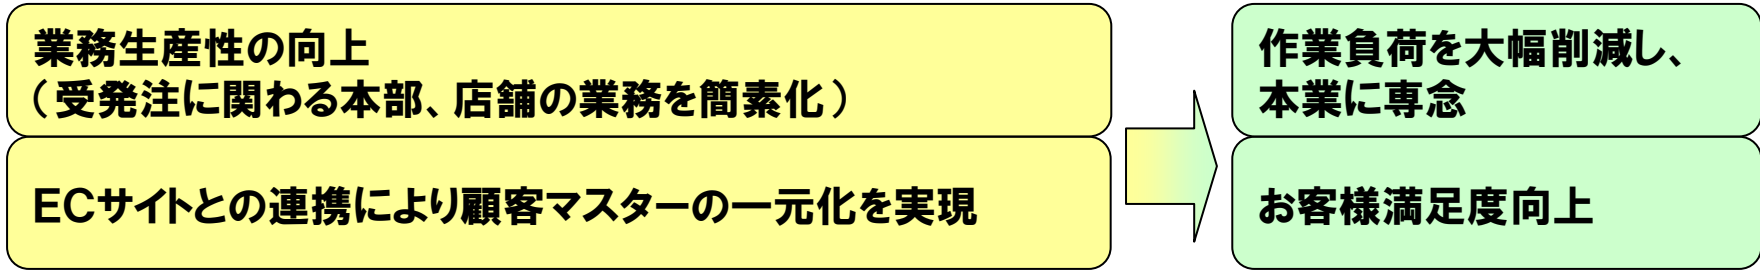 業務生産性の向上
（受発注に関わる本部、店舗の業務を簡素化）
ECサイトとの連携により顧客マスターの一元化を実現
作業負荷を大幅削減し、
本業に専念
お客様満足度向上